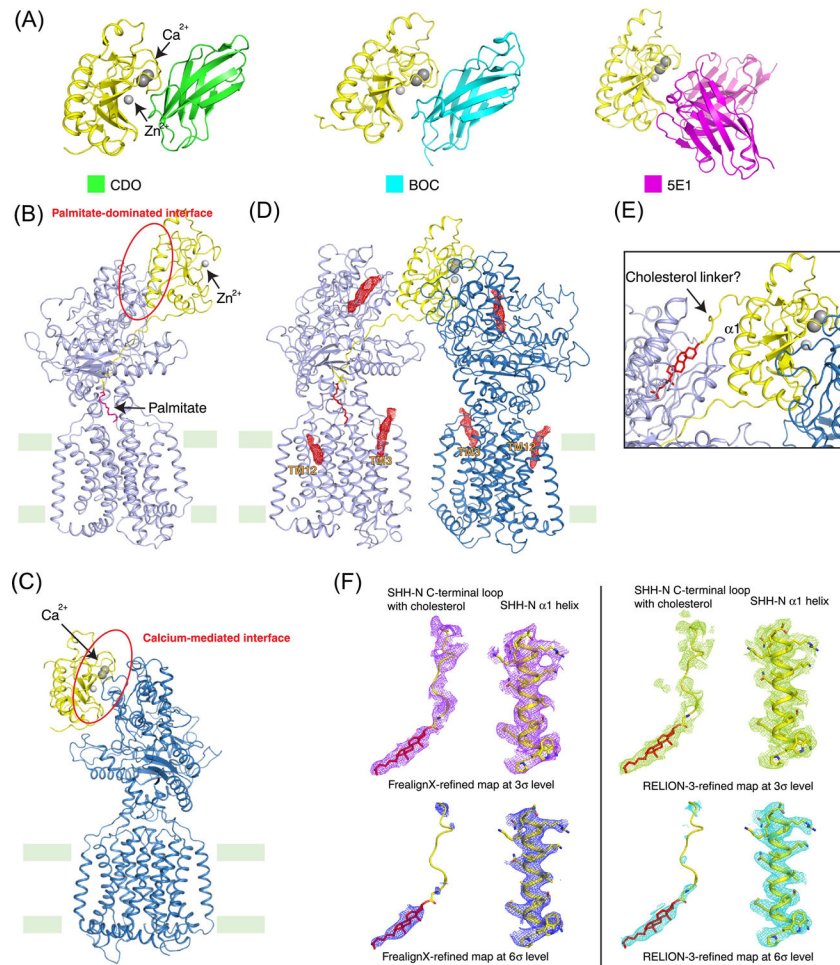 (A)
Ca2+
Zn2+
CDO
BOC
5E1
(B)
Palmitate-dominated interface
Zn2+
Palmitate
(D)
TM12
TM3
TM3
TM12
(E)
Cholesterol linker?
α1
(C)
Ca2+
Calcium-mediated interface
(F)
SHH-N C-terminal loop
with cholesterol
SHH-N α1 helix
FrealignX-refined map at 3σ level
FrealignX-refined map at 6σ level
SHH-N C-terminal loop
with cholesterol
SHH-N α1 helix
RELION-3-refined map at 3σ level
RELION-3-refined map at 6σ level